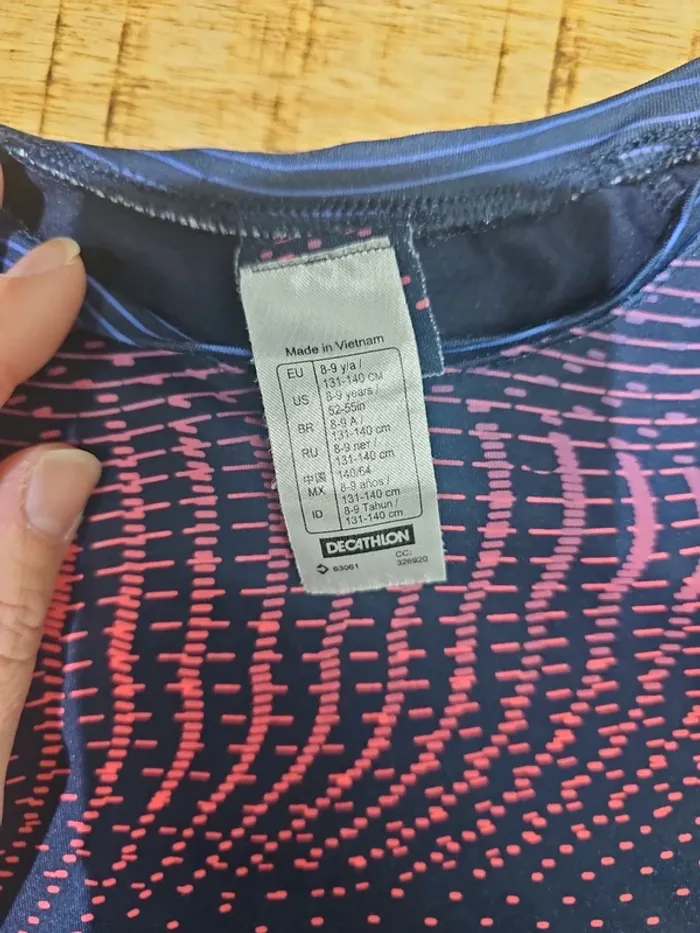 Made in Vietnam
EU 8-9 y/a /
131-140 CM
US 8-9 years /
52-55in
BR 8-9 A /
131-140 cm
RU 8-9 лет /
131-140 cm
中国 140/64
MX 8-9 años /
131-140 cm
ID 8-9 Tahun /
131-140 cm
DECATHLON
63061
CC:
326920